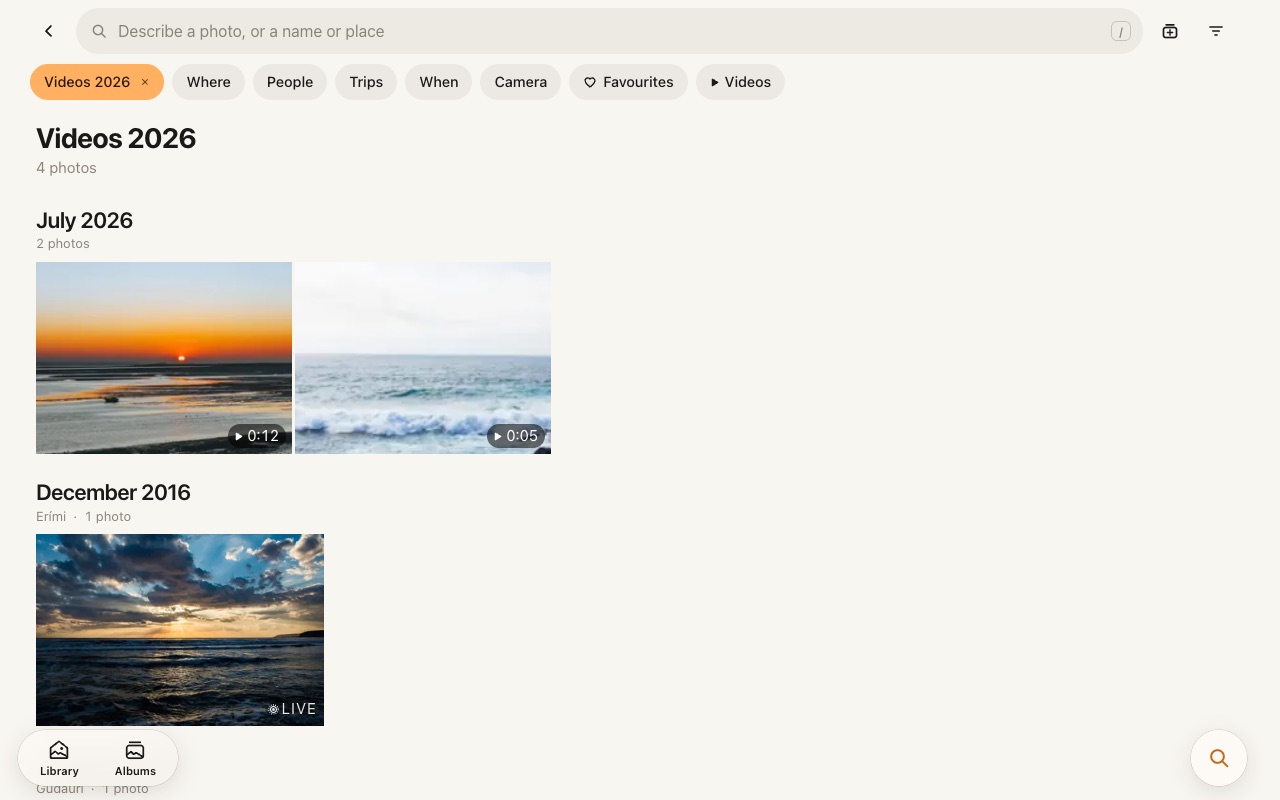 Describe a photo, or a name or place
/
Videos 2026 ×
Where
People
Trips
When
Camera
Favourites
Videos
Videos 2026
4 photos
July 2026
2 photos
0:12
0:05
December 2016
Erími · 1 photo
LIVE
Library
Albums
Gudauri · 1 photo